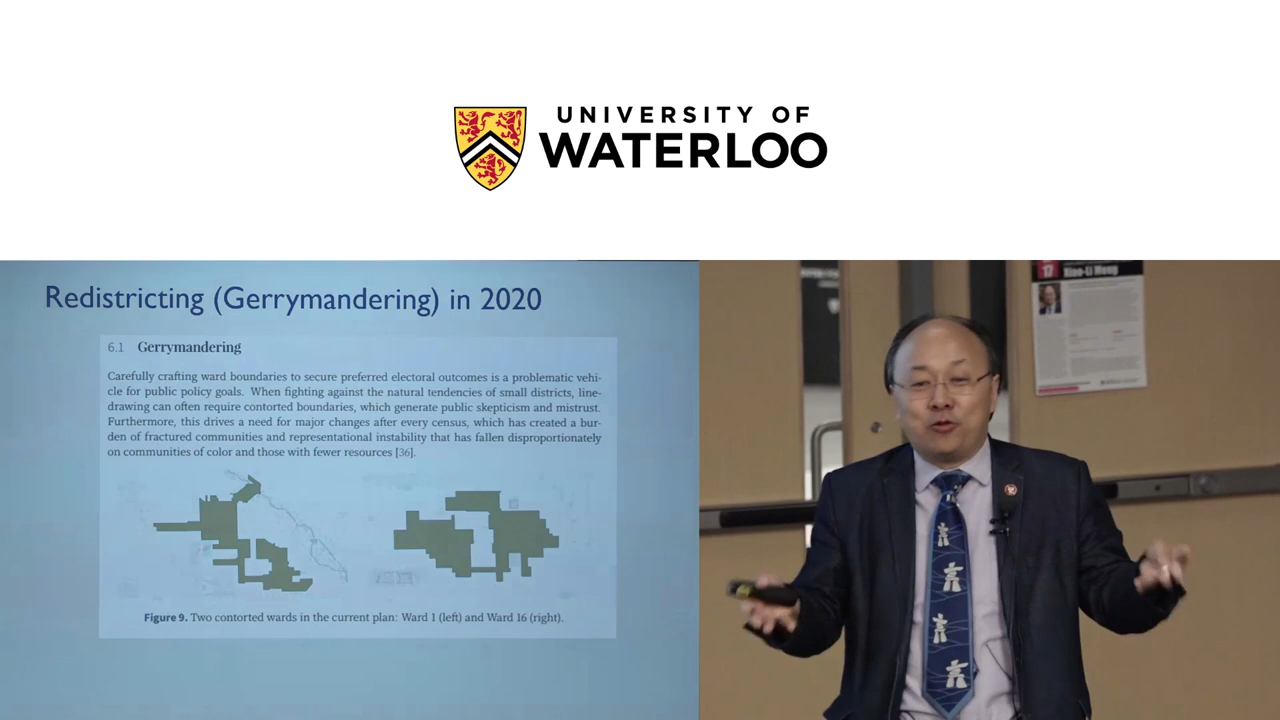 UNIVERSITY OF
WATERLOO
Redistricting (Gerrymandering) in 2020
6.1 Gerrymandering
Carefully crafting ward boundaries to secure preferred electoral outcomes is a problematic vehi-
cle for public policy goals. When fighting against the natural tendencies of small districts, line-
drawing can often require contorted boundaries, which generate public skepticism and mistrust.
Furthermore, this drives a need for major changes after every census, which has created a bur-
den of fractured communities and representational instability that has fallen disproportionately
on communities of color and those with fewer resources [36].
Figure 9. Two contorted wards in the current plan: Ward 1 (left) and Ward 16 (right).
17
Xiao-Li Meng